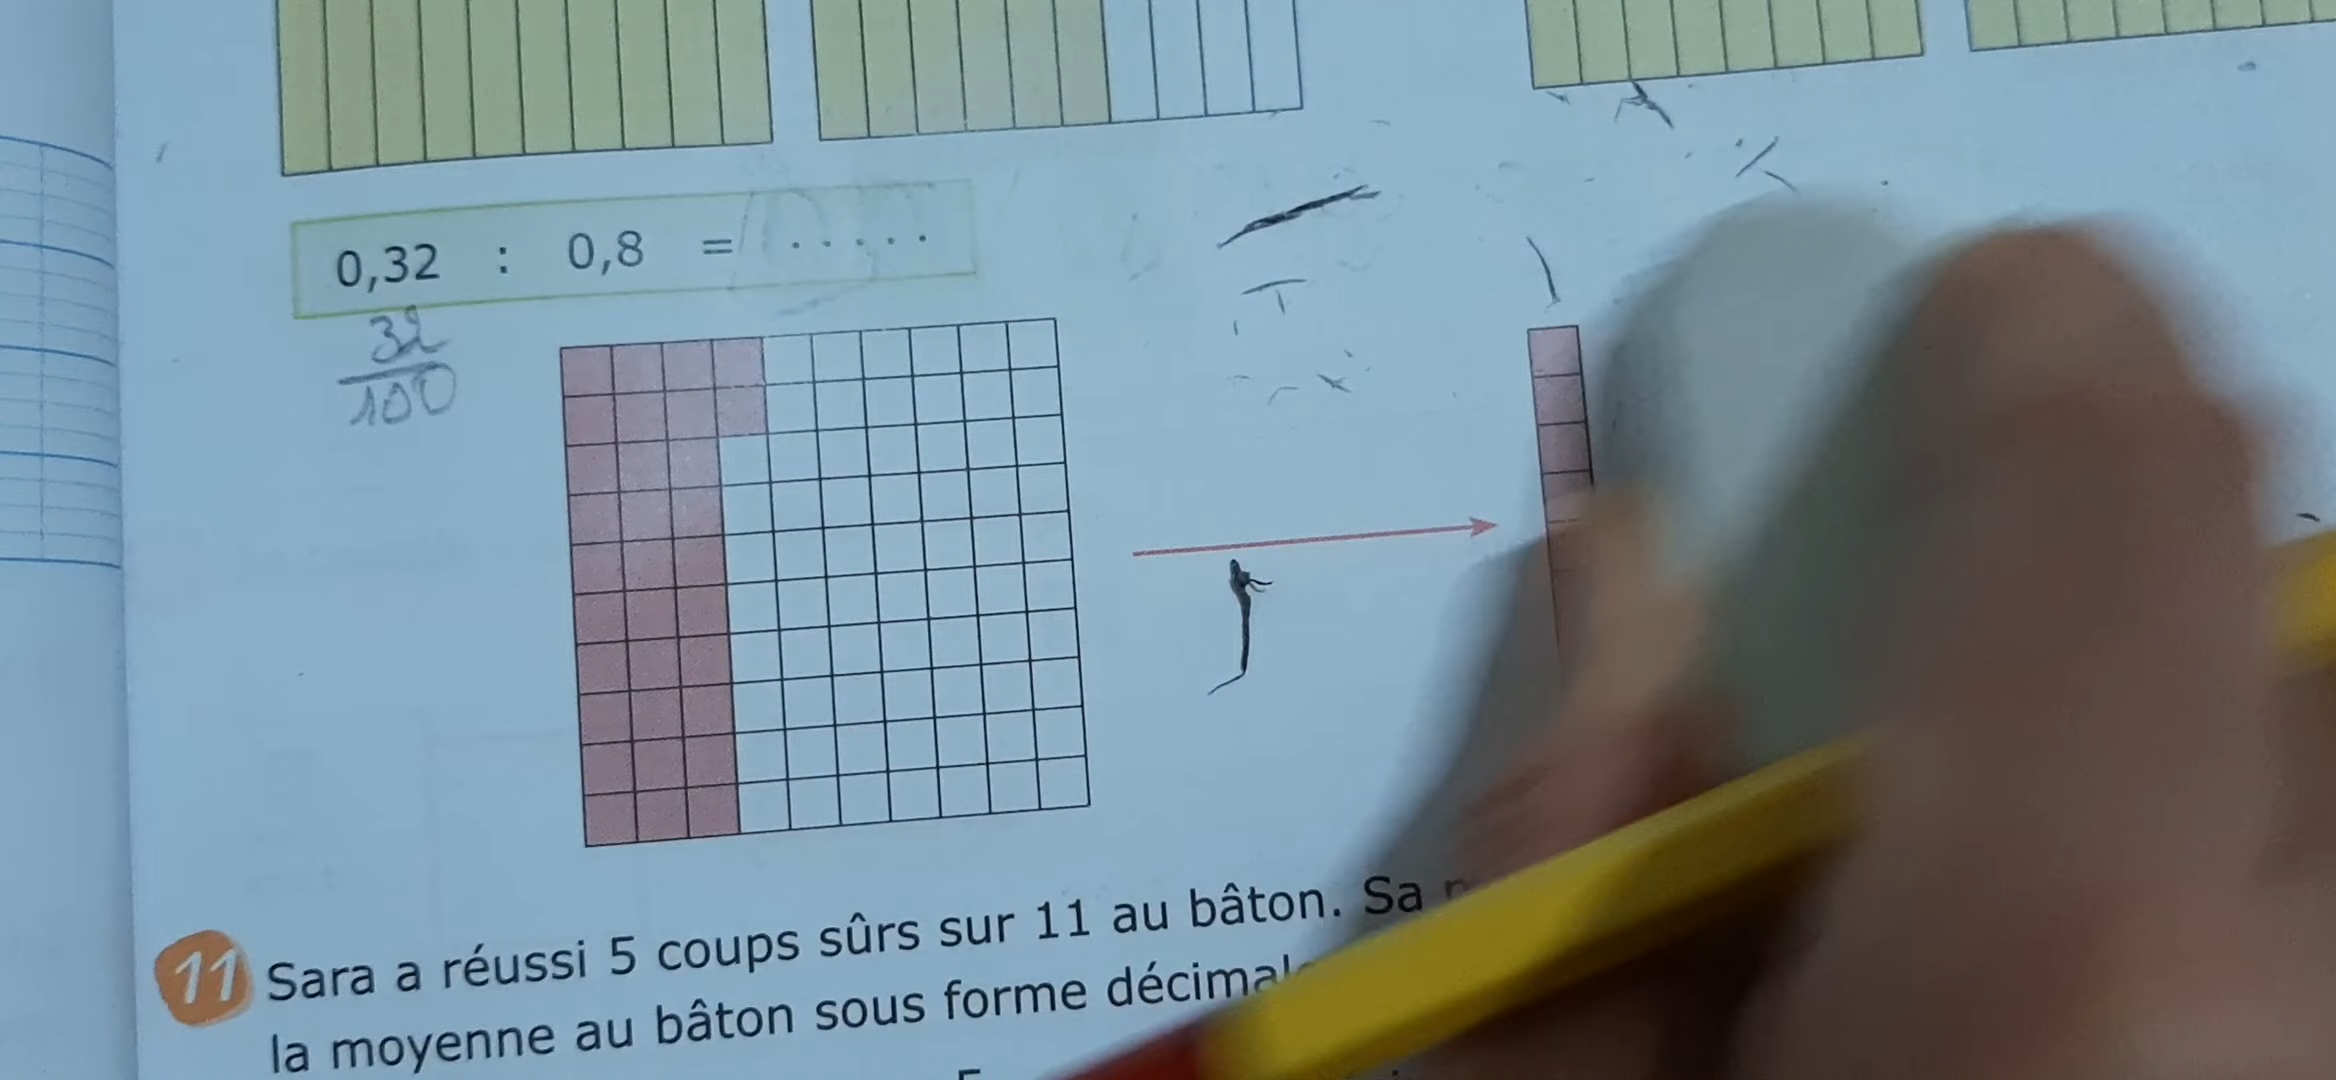 0,32 : 0,8 = .....
32
100
11 Sara a réussi 5 coups sûrs sur 11 au bâton. Sa
la moyenne au bâton sous forme